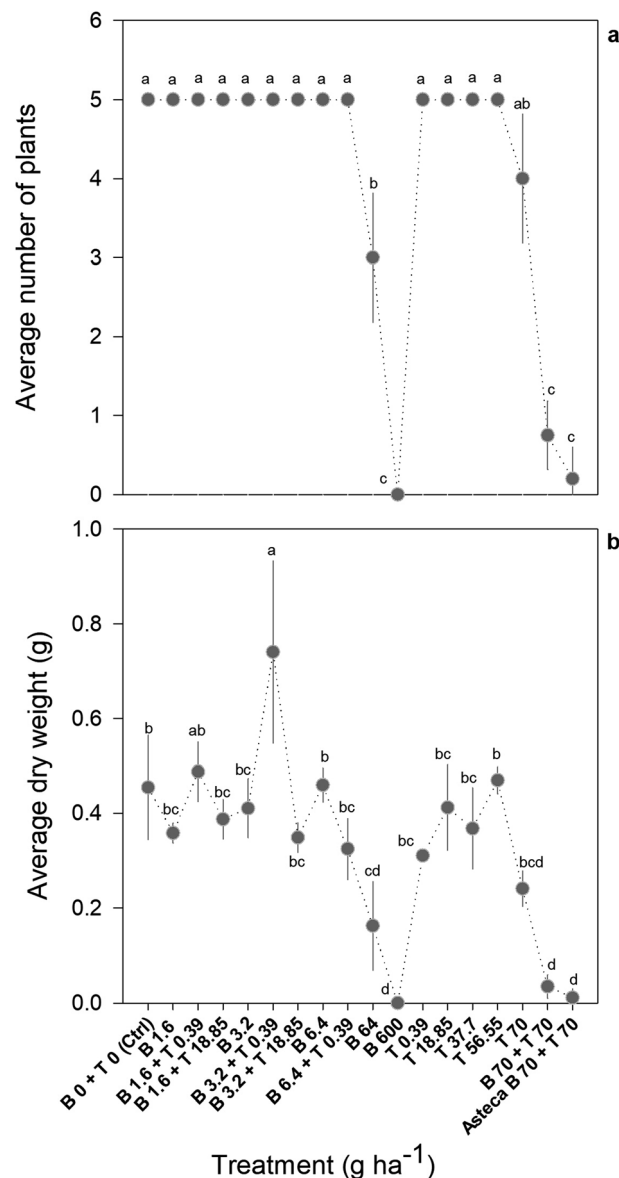 a
6
a a a a a a a a a a a a a
5
ab
4
b
3
2
1
c c
c
0
Average number of plants
b
1.0
a
0.8
0.6
b ab bc bc b bc bc bc b
bc bc bc
0.4
bcd
cd
0.2
d d d
0.0
Average dry weight (g)
B 0 + T 0 (Ctrl)
B 1.6
B 1.6 + T 0.39
B 1.6 + T 18.85
B 3.2
B 3.2 + T 0.39
B 3.2 + T 18.85
B 6.4
B 6.4 + T 0.39
B 64
B 600
T 0.39
T 18.85
T 37.7
T 56.55
T 70
B 70 + T 70
Asteca B 70 + T 70
Treatment (g ha⁻¹)